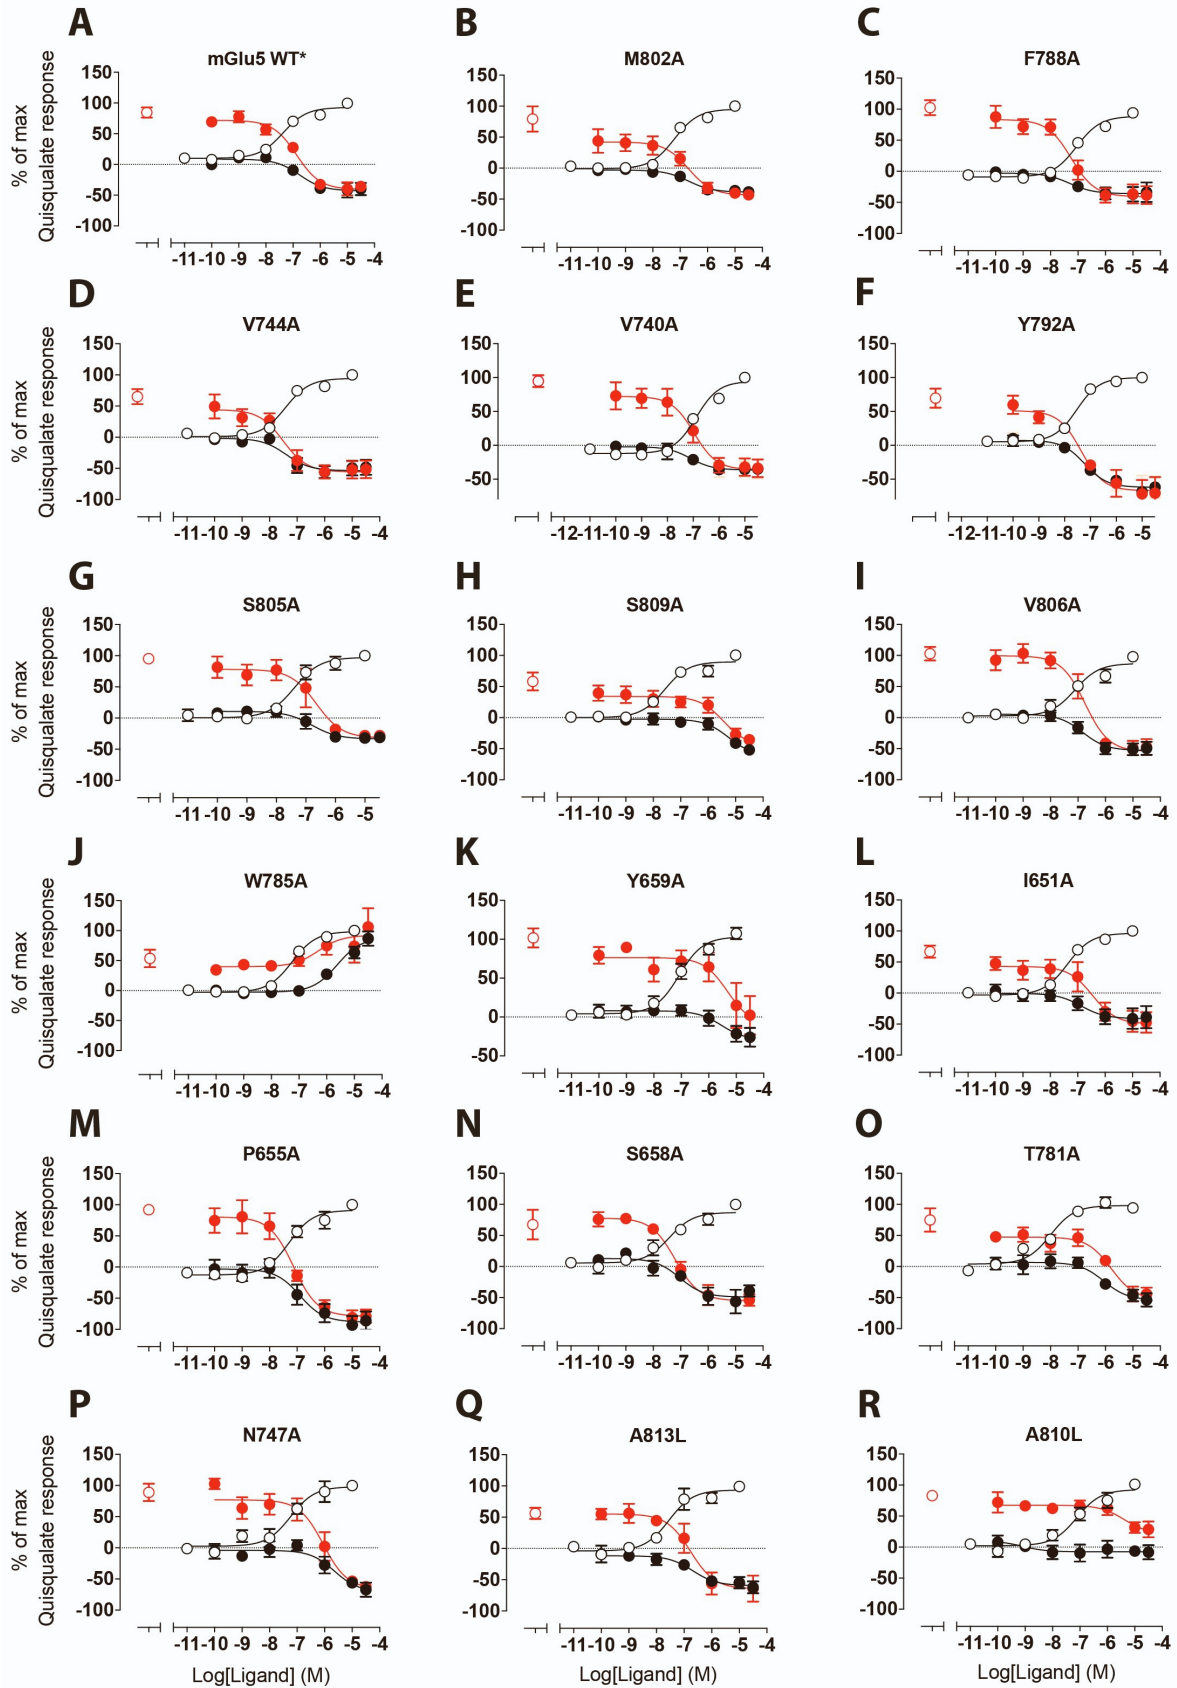 A B C
mGlu5 WT* M802A F788A
% of max
Quisqualate response
150 150 150
100 100 100
50 50 50
0 0 0
-50 -50 -50
-100 -100 -100
-11 -10 -9 -8 -7 -6 -5 -4 -11 -10 -9 -8 -7 -6 -5 -4 -11 -10 -9 -8 -7 -6 -5 -4
D E F
V744A V740A Y792A
% of max
Quisqualate response
150 150 150
100 100 100
50 50 50
0 0 0
-50 -50 -50
-100
-11 -10 -9 -8 -7 -6 -5 -4 -12 -11 -10 -9 -8 -7 -6 -5 -12 -11 -10 -9 -8 -7 -6 -5
G H I
S805A S809A V806A
% of max
Quisqualate response
150 150 150
100 100 100
50 50 50
0 0 0
-50 -50 -50
-100 -100 -100
-11 -10 -9 -8 -7 -6 -5 -4 -11 -10 -9 -8 -7 -6 -5 -4 -11 -10 -9 -8 -7 -6 -5 -4
J K L
W785A Y659A I651A
% of max
Quisqualate response
150 150 150
100 100 100
50 50 50
0 0 0
-50 -50 -50
-100 -100
-11 -10 -9 -8 -7 -6 -5 -4 -11 -10 -9 -8 -7 -6 -5 -4 -11 -10 -9 -8 -7 -6 -5 -4
M N O
P655A S658A T781A
% of max
Quisqualate response
150 150 150
100 100 100
50 50 50
0 0 0
-50 -50 -50
-100 -100 -100
-11 -10 -9 -8 -7 -6 -5 -4 -11 -10 -9 -8 -7 -6 -5 -4 -11 -10 -9 -8 -7 -6 -5 -4
P Q R
N747A A813L A810L
% of max
Quisqualate response
150 150 150
100 100 100
50 50 50
0 0 0
-50 -50 -50
-100 -100 -100
-11 -10 -9 -8 -7 -6 -5 -4 -11 -10 -9 -8 -7 -6 -5 -4 -11 -10 -9 -8 -7 -6 -5 -4
Log[Ligand] (M) Log[Ligand] (M) Log[Ligand] (M)